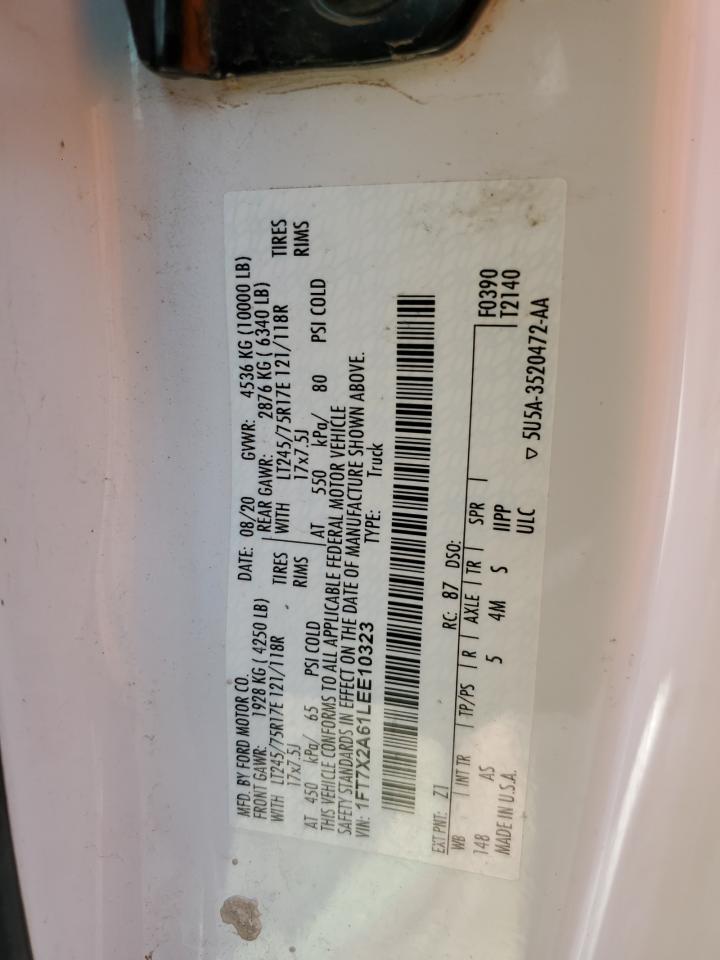 MFD. BY FORD MOTOR CO.
DATE: 08/20 GVWR: 4536 KG (10000 LB)
FRONT GAWR: 1928 KG ( 4250 LB) REAR GAWR: 2876 KG ( 6340 LB)
WITH LT245/75R17E 121/118R TIRES WITH LT245/75R17E 121/118R TIRES
17x7.5J RIMS 17x7.5J RIMS
AT 450 kPa/ 65 PSI COLD AT 550 kPa/ 80 PSI COLD
THIS VEHICLE CONFORMS TO ALL APPLICABLE FEDERAL MOTOR VEHICLE
SAFETY STANDARDS IN EFFECT ON THE DATE OF MANUFACTURE SHOWN ABOVE.
VIN: 1FT7X2A61LEE10323 TYPE: Truck
EXT PNT: Z1 RC: 87 DSO:
WB INT TR TP/PS R AXLE TR SPR F0390
148 AS 5 4M S IIPP T2140
MADE IN U.S.A. ULC
▽ 5U5A-3520472-AA